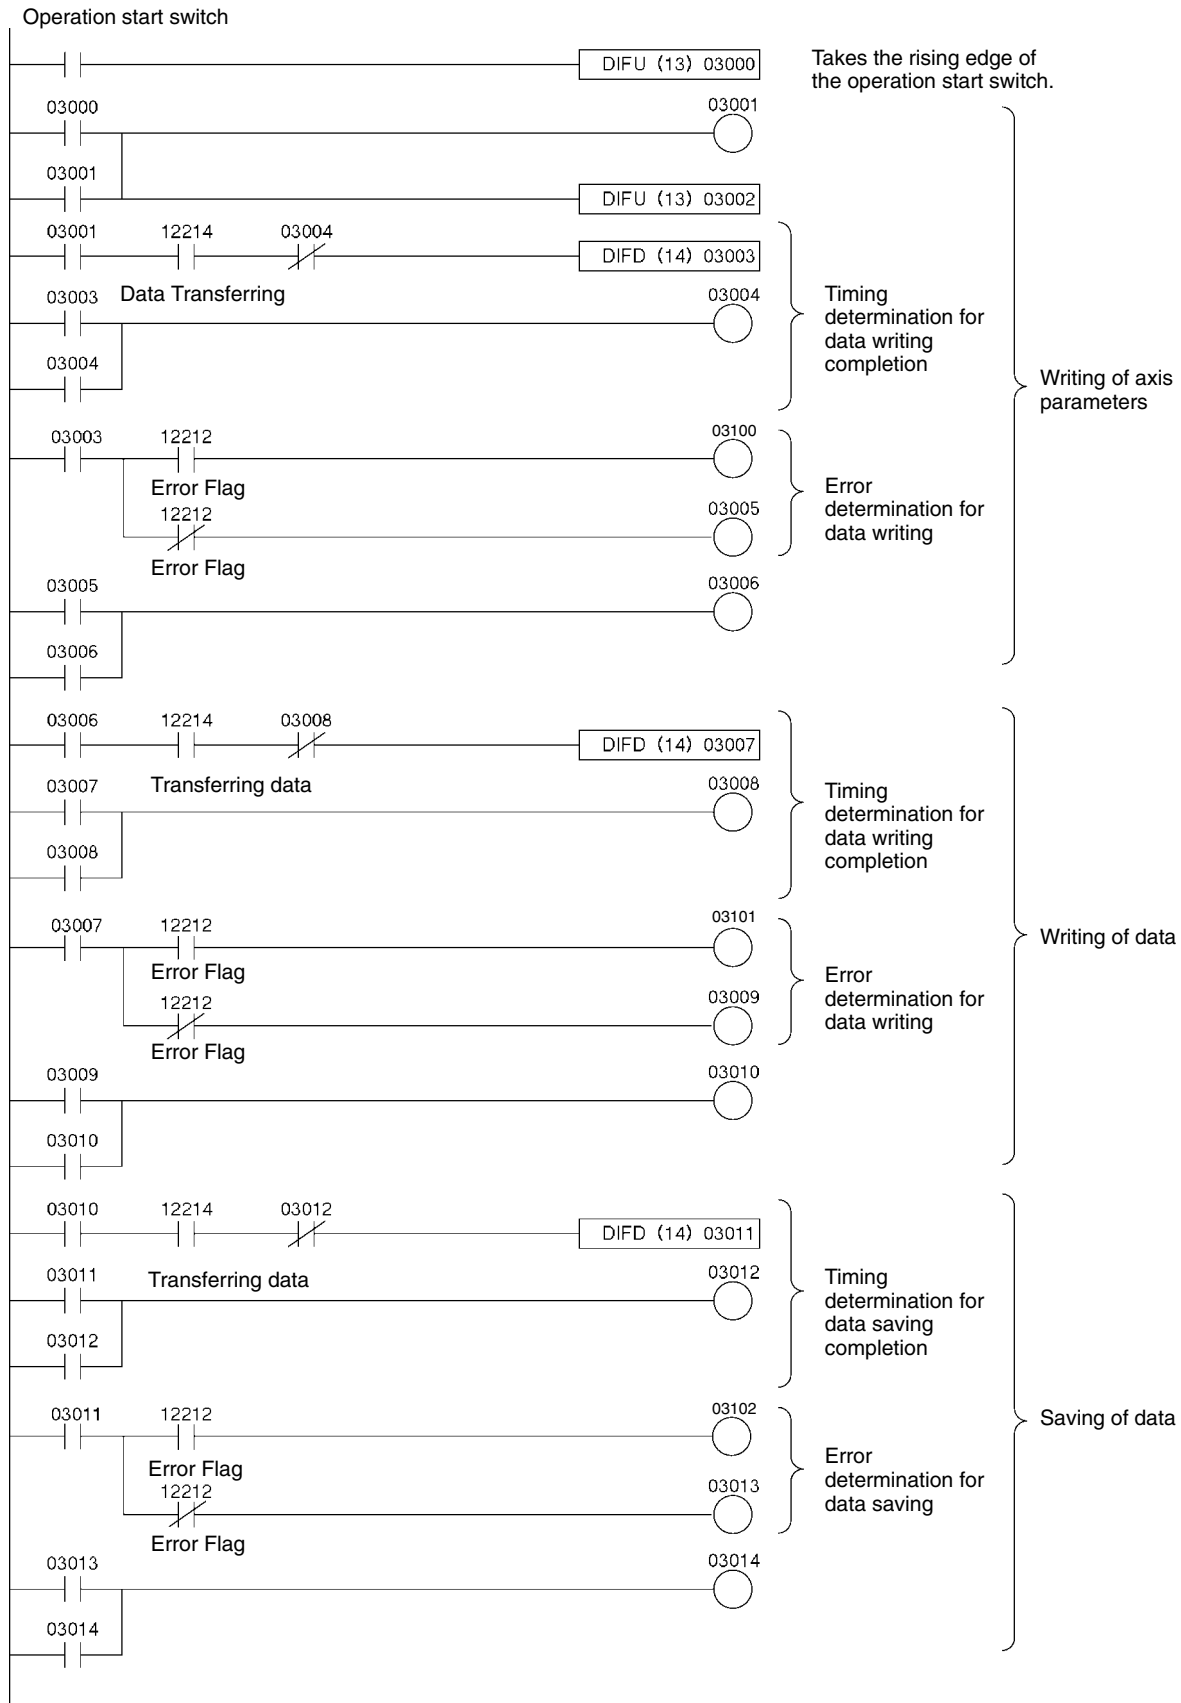 Operation start switch
DIFU (13) 03000
Takes the rising edge of
the operation start switch.
03000
03001
03001
DIFU (13) 03002
03001 12214 03004
DIFD (14) 03003
03003 Data Transferring
03004
03004
Timing
determination for
data writing
completion
Writing of axis
parameters
03003 12212
03100
Error Flag
12212
03005
Error Flag
Error
determination for
data writing
03005
03006
03006
03006 12214 03008
DIFD (14) 03007
03007 Transferring data
03008
03008
Timing
determination for
data writing
completion
03007 12212
03101
Error Flag
12212
03009
Error Flag
Error
determination for
data writing
Writing of data
03009
03010
03010
03010 12214 03012
DIFD (14) 03011
03011 Transferring data
03012
03012
Timing
determination for
data saving
completion
03011 12212
03102
Error Flag
12212
03013
Error Flag
Error
determination for
data saving
Saving of data
03013
03014
03014